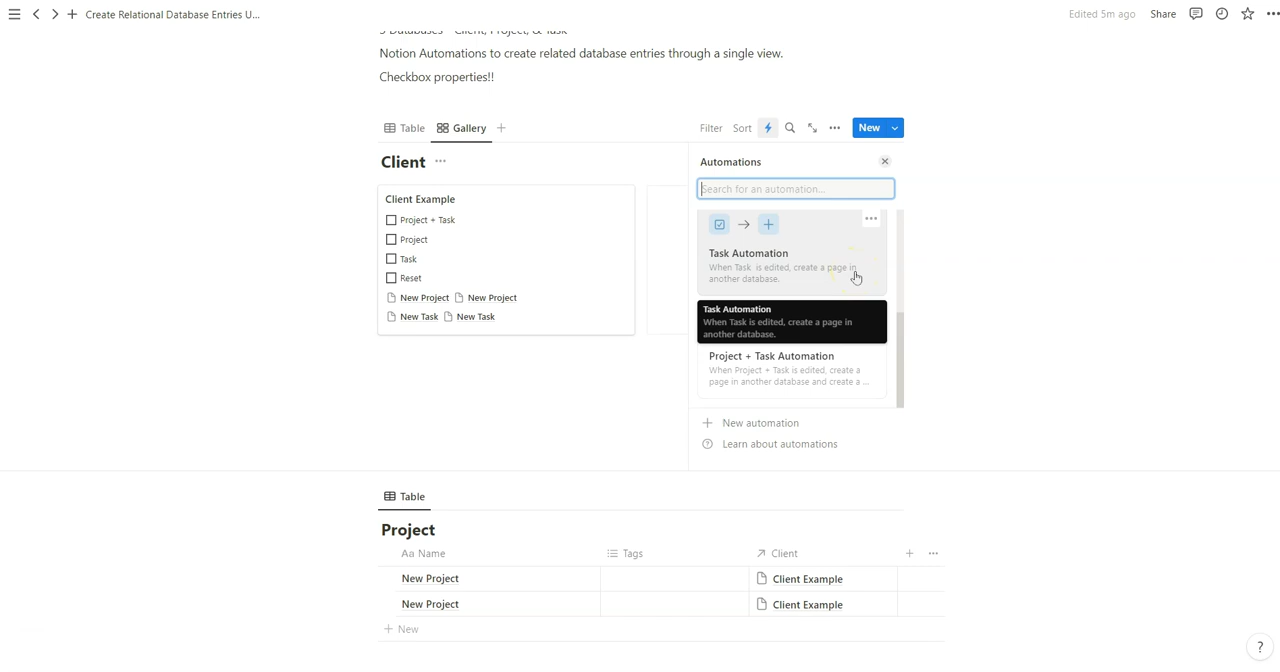 Create Relational Database Entries U...
Edited 5m ago
Share
3 Databases - Client, Project, & Task
Notion Automations to create related database entries through a single view.
Checkbox properties!!
Table
Gallery
Filter
Sort
New
Client
Client Example
Project + Task
Project
Task
Reset
New Project New Project
New Task New Task
Automations
Search for an automation...
Task Automation
When Task is edited, create a page in
another database.
Task Automation
When Task is edited, create a page in
another database.
Project + Task Automation
When Project + Task is edited, create a
page in another database and create a ...
New automation
Learn about automations
Table
Project
Aa Name Tags Client
New Project Client Example
New Project Client Example
+ New
?